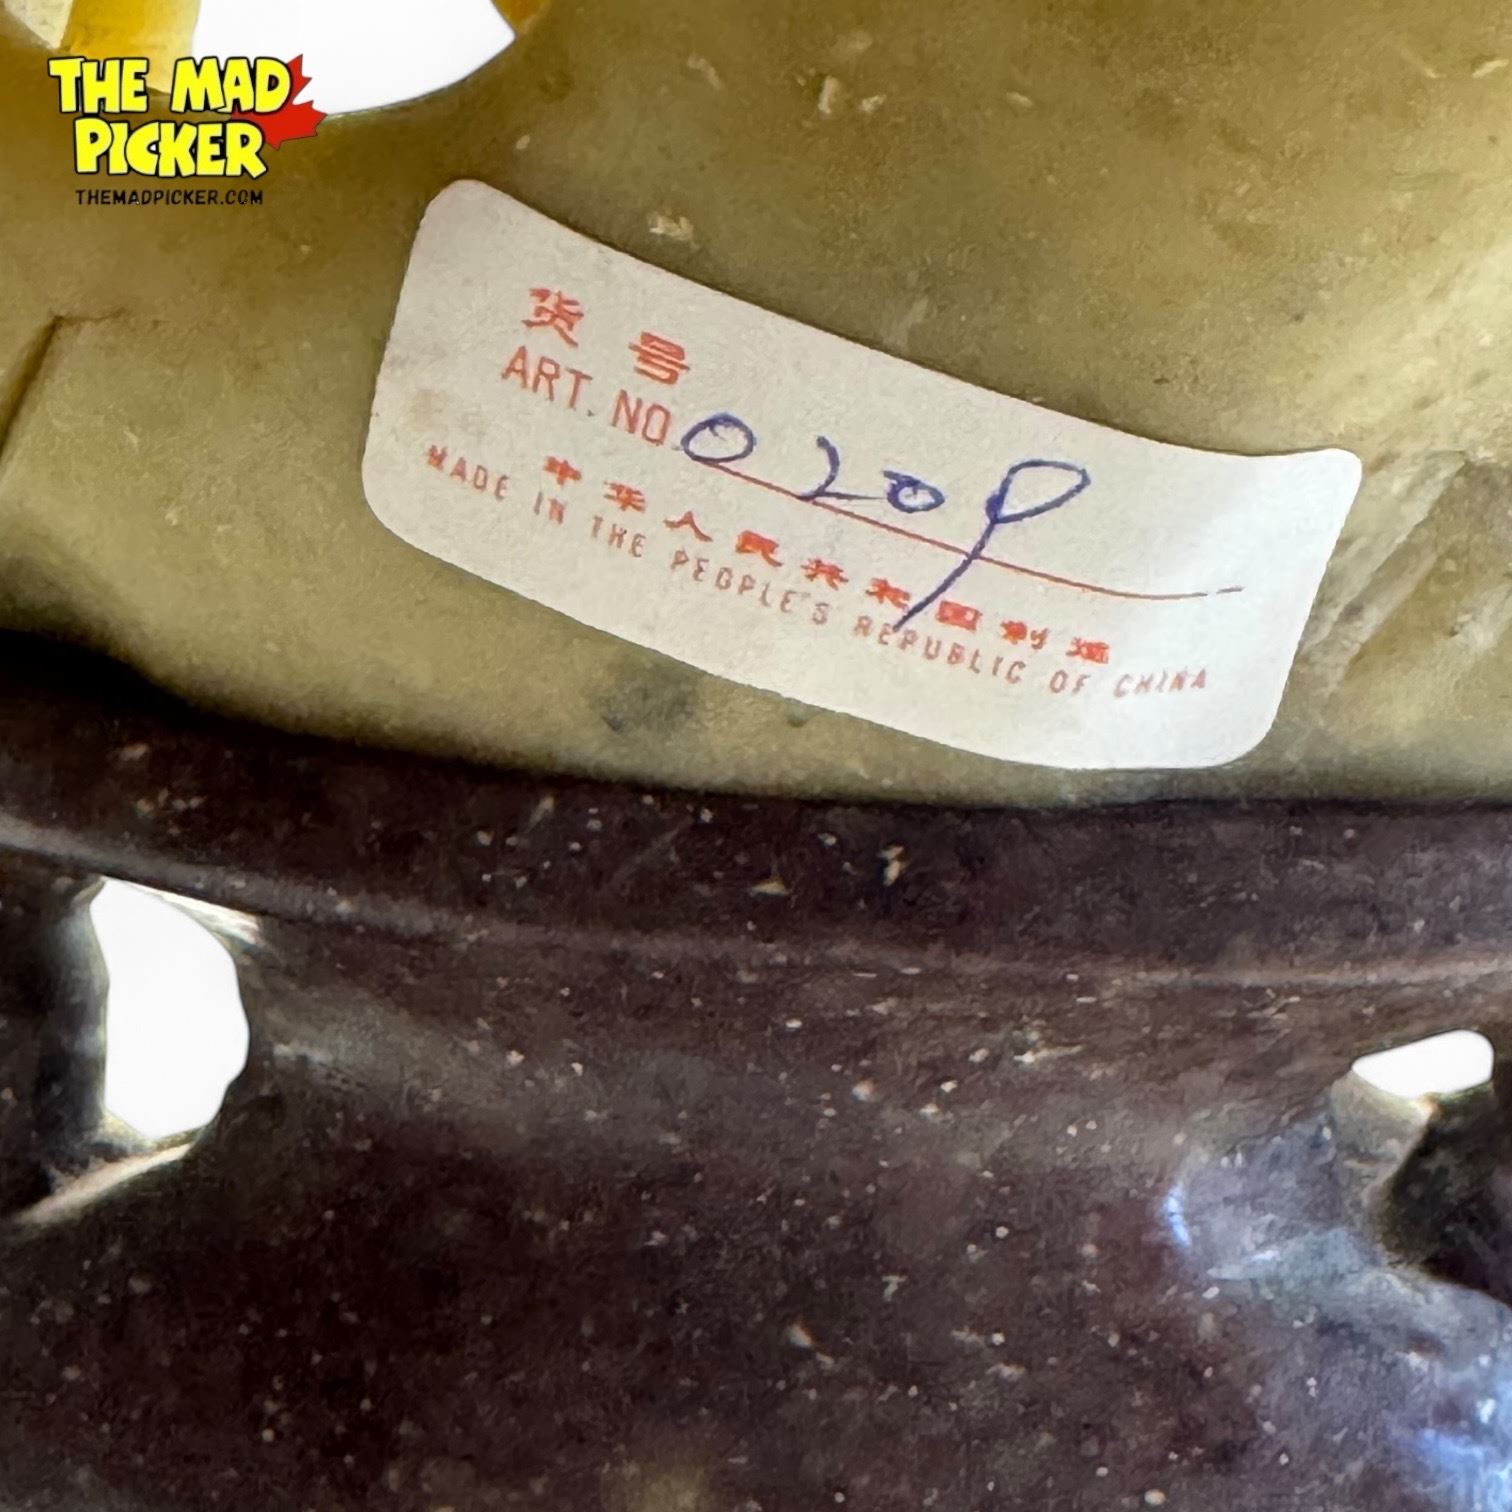 THE MAD
PICKER
THEMADPICKER.COM
货号
ART. NO. 0209
中华人民共和国制造
MADE IN THE PEOPLE'S REPUBLIC OF CHINA